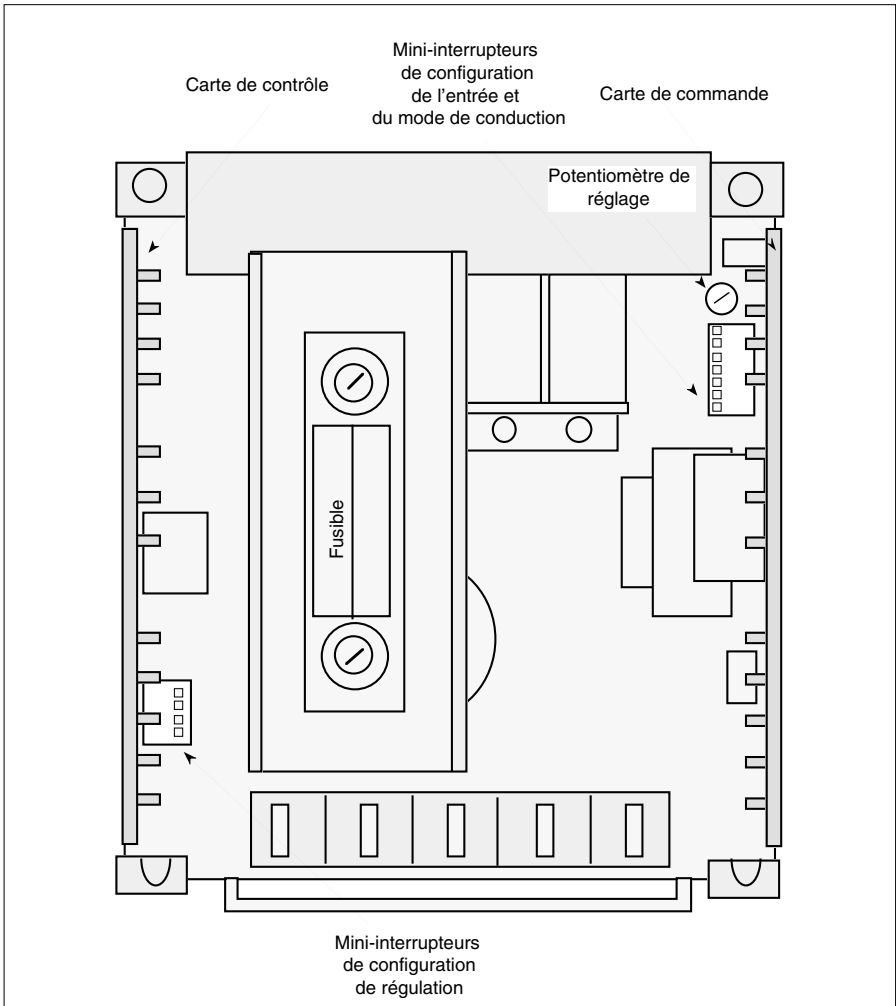 Mini-interrupteurs
de configuration
de l'entrée et
du mode de conduction
Carte de contrôle
Carte de commande
Potentiomètre de
réglage
Fusible
Mini-interrupteurs
de configuration
de régulation